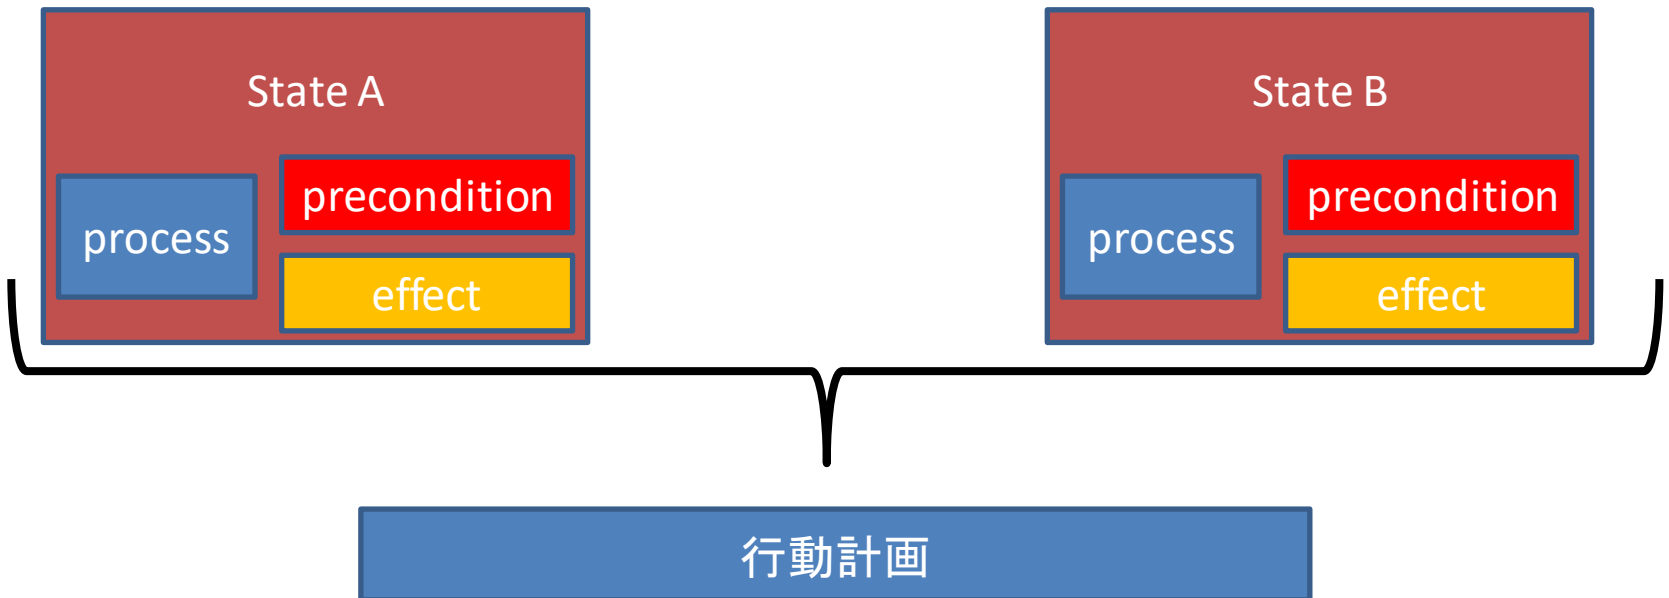 State A
process
precondition
effect
State B
process
precondition
effect
行動計画